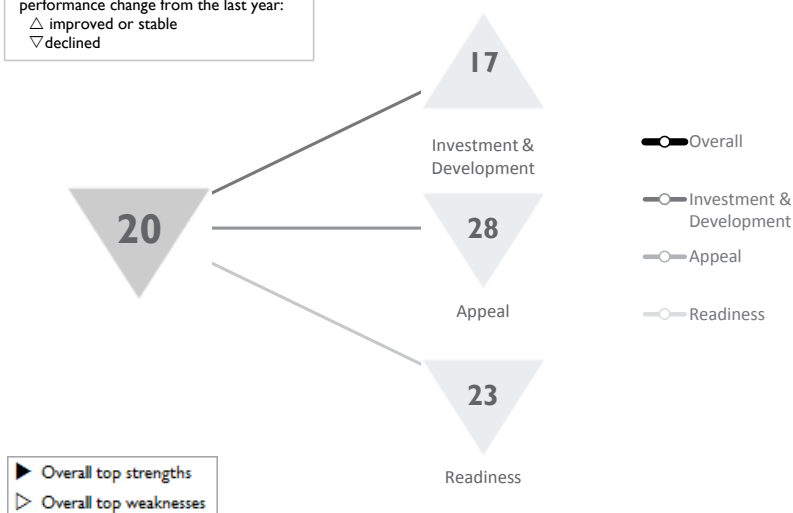 performance change from the last year:
△ improved or stable
▽ declined
17
Investment &
Development
20
28
Appeal
23
Readiness
Overall
Investment &
Development
Appeal
Readiness
▶ Overall top strengths
▷ Overall top weaknesses